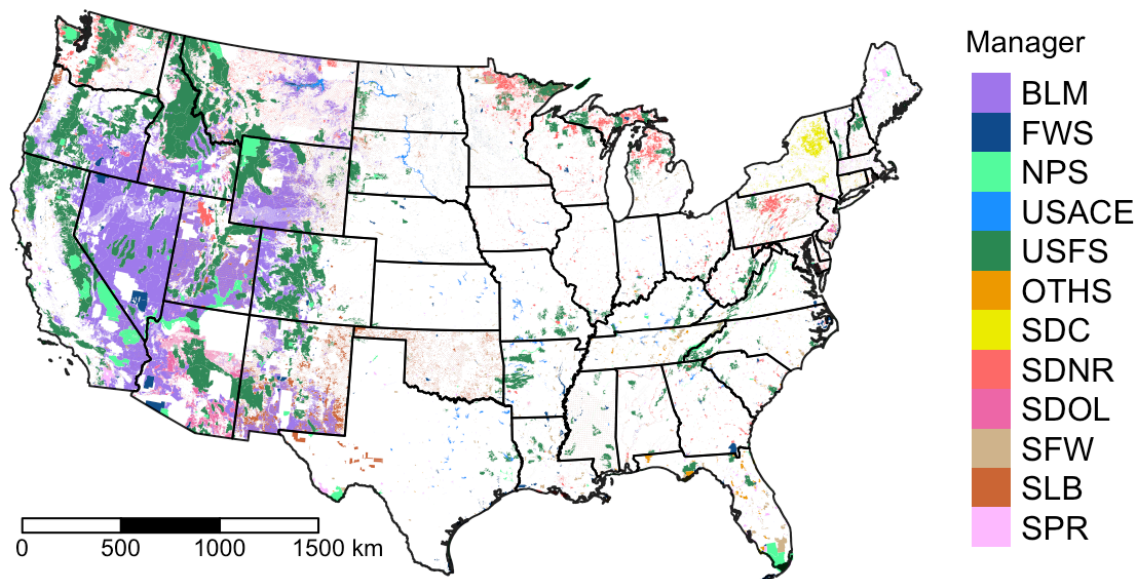 Manager
BLM
FWS
NPS
USACE
USFS
OTHS
SDC
SDNR
SDOL
SFW
SLB
SPR
0 500 1000 1500 km